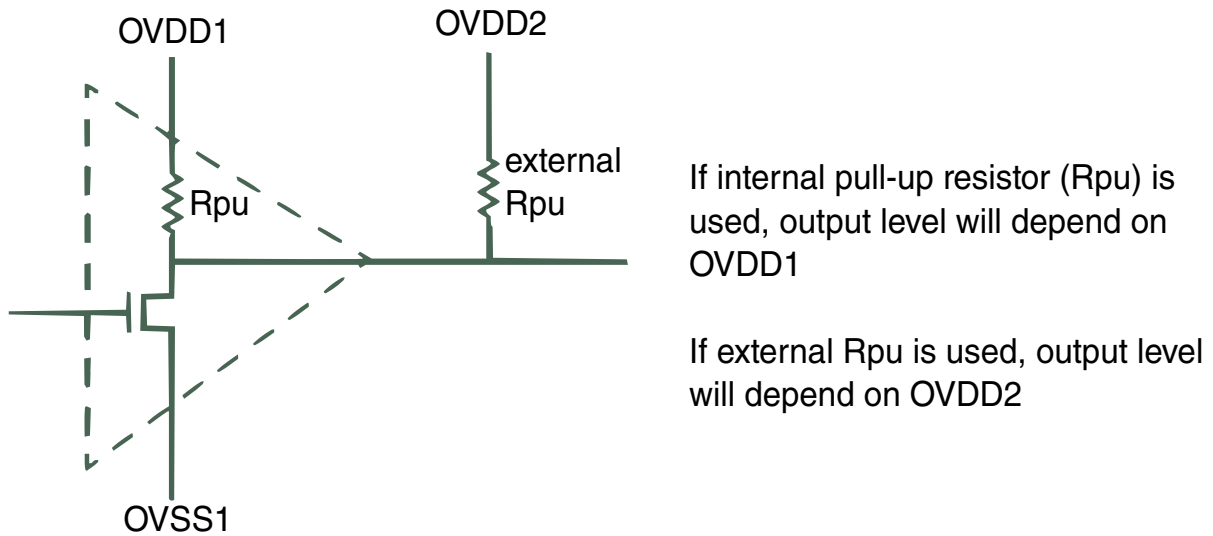 OVDD1
OVDD2
external
Rpu
Rpu
OVSS1
If internal pull-up resistor (Rpu) is
used, output level will depend on
OVDD1
If external Rpu is used, output level
will depend on OVDD2